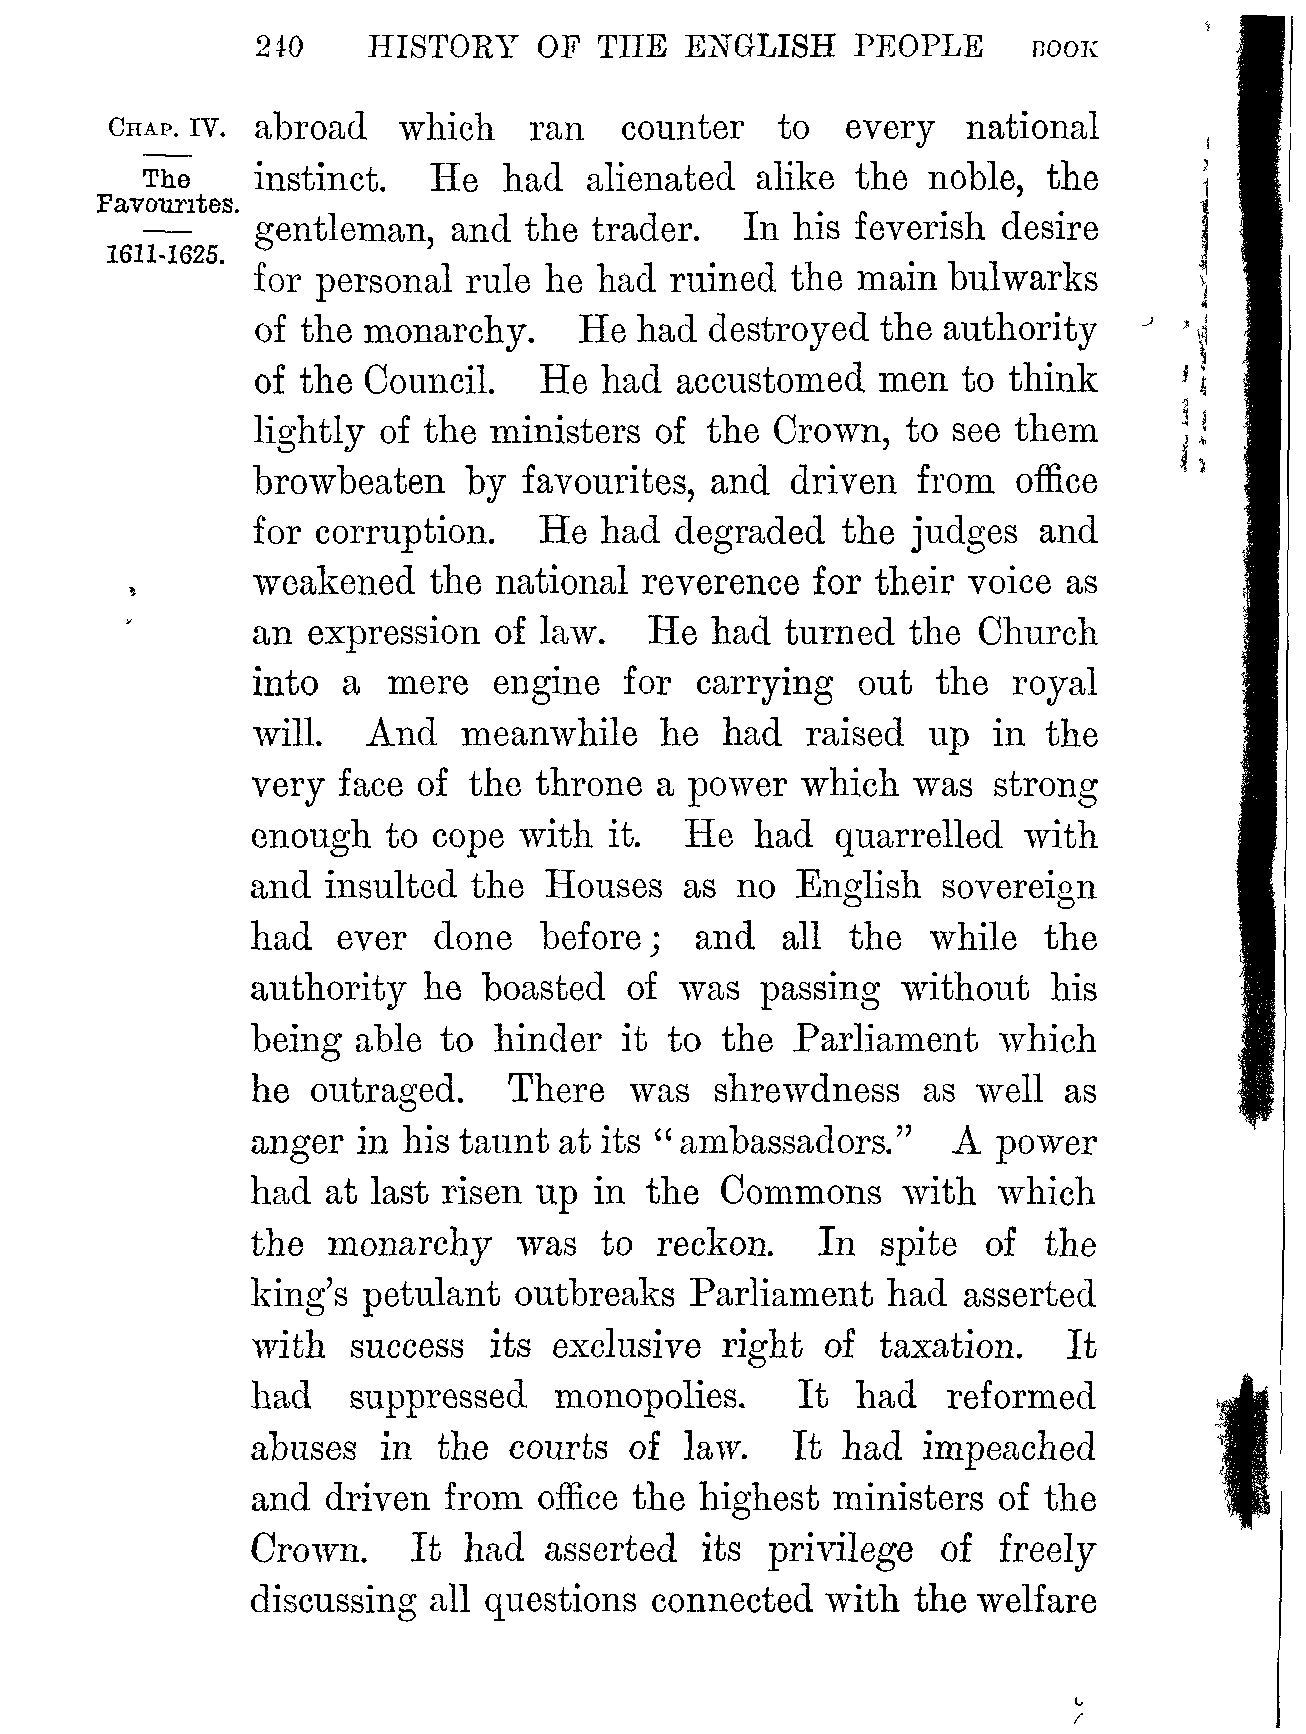 240 HISTORY OF THE ENGLISH PEOPLE BOOK
CHAP. IV.
The
Favourites.
1611-1625.
abroad which ran counter to every national
instinct. He had alienated alike the noble, the
gentleman, and the trader. In his feverish desire
for personal rule he had ruined the main bulwarks
of the monarchy. He had destroyed the authority
of the Council. He had accustomed men to think
lightly of the ministers of the Crown, to see them
browbeaten by favourites, and driven from office
for corruption. He had degraded the judges and
weakened the national reverence for their voice as
an expression of law. He had turned the Church
into a mere engine for carrying out the royal
will. And meanwhile he had raised up in the
very face of the throne a power which was strong
enough to cope with it. He had quarrelled with
and insulted the Houses as no English sovereign
had ever done before; and all the while the
authority he boasted of was passing without his
being able to hinder it to the Parliament which
he outraged. There was shrewdness as well as
anger in his taunt at its "ambassadors." A power
had at last risen up in the Commons with which
the monarchy was to reckon. In spite of the
king's petulant outbreaks Parliament had asserted
with success its exclusive right of taxation. It
had suppressed monopolies. It had reformed
abuses in the courts of law. It had impeached
and driven from office the highest ministers of the
Crown. It had asserted its privilege of freely
discussing all questions connected with the welfare